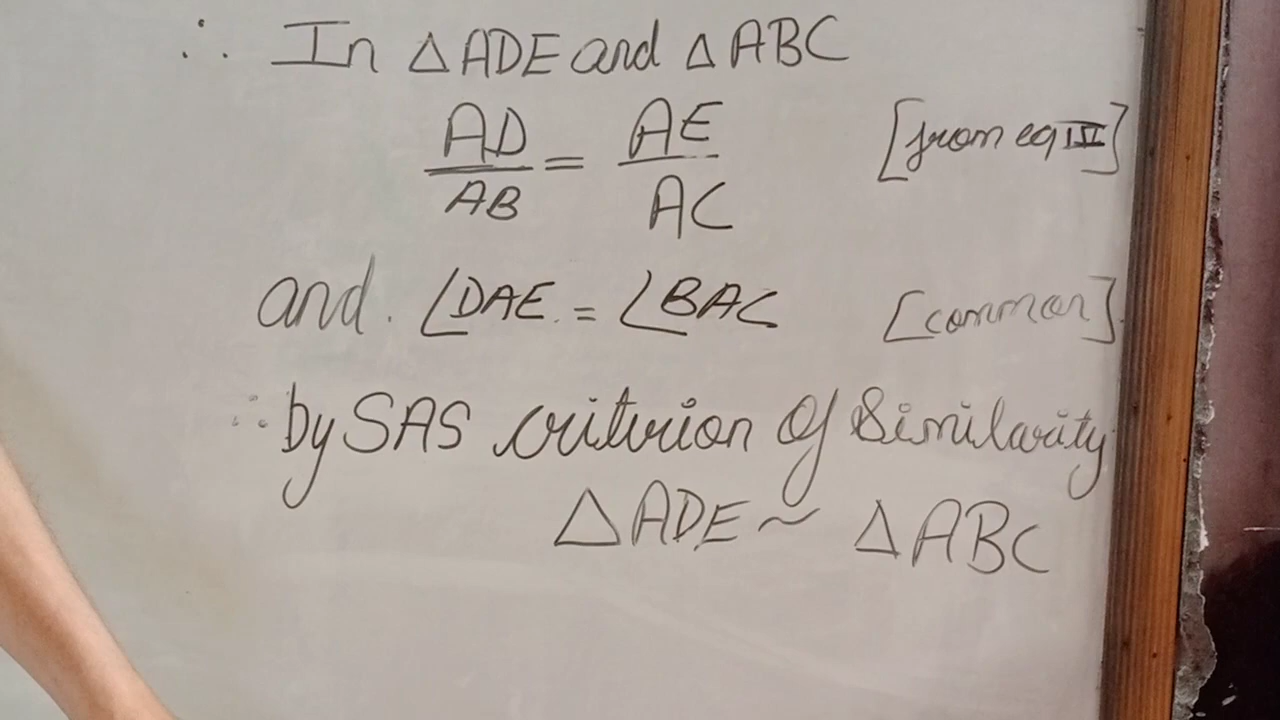 ∴ In △ADE and △ABC
AD/AB = AE/AC [from eq III]
and. ∠DAE = ∠BAC [common]
∴ by SAS criterion of Similarity
△ADE ~ △ABC